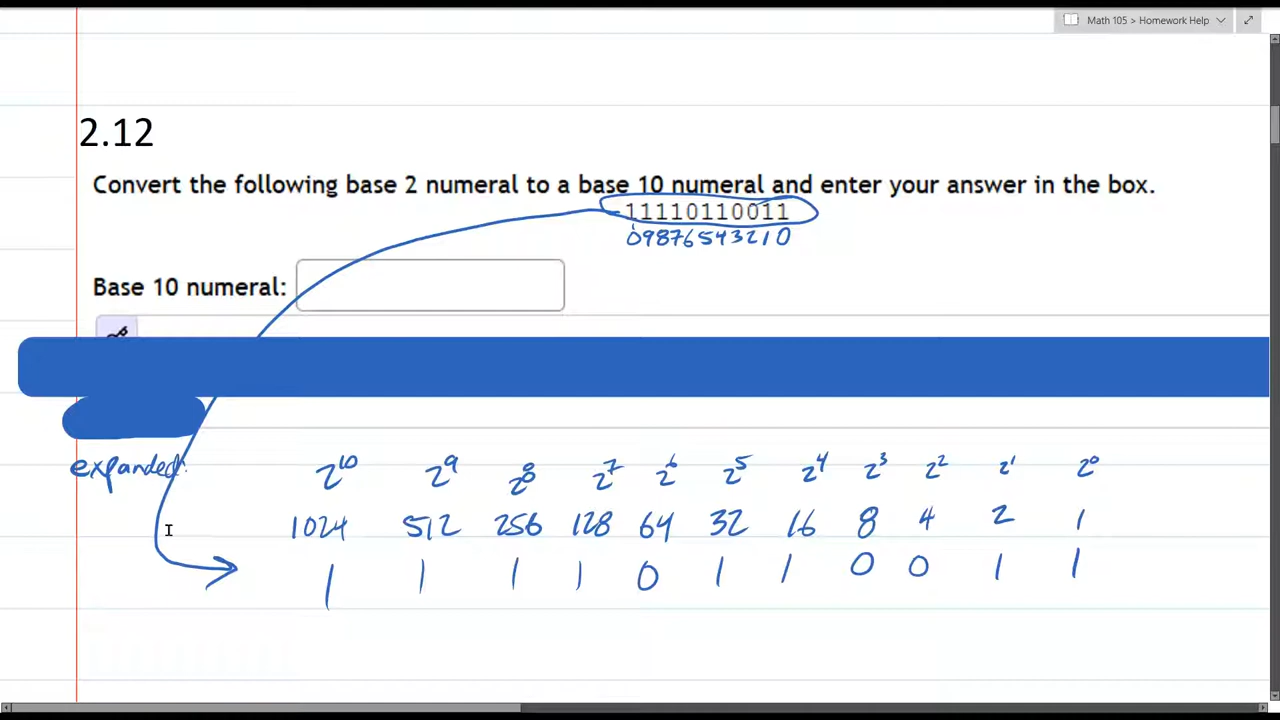 Math 105 > Homework Help
2.12
Convert the following base 2 numeral to a base 10 numeral and enter your answer in the box.
11110110011
09876543210
Base 10 numeral:
expanded:
2^10 2^9 2^8 2^7 2^6 2^5 2^4 2^3 2^2 2^1 2^0
1024 512 256 128 64 32 16 8 4 2 1
1 1 1 1 0 1 1 0 0 1 1